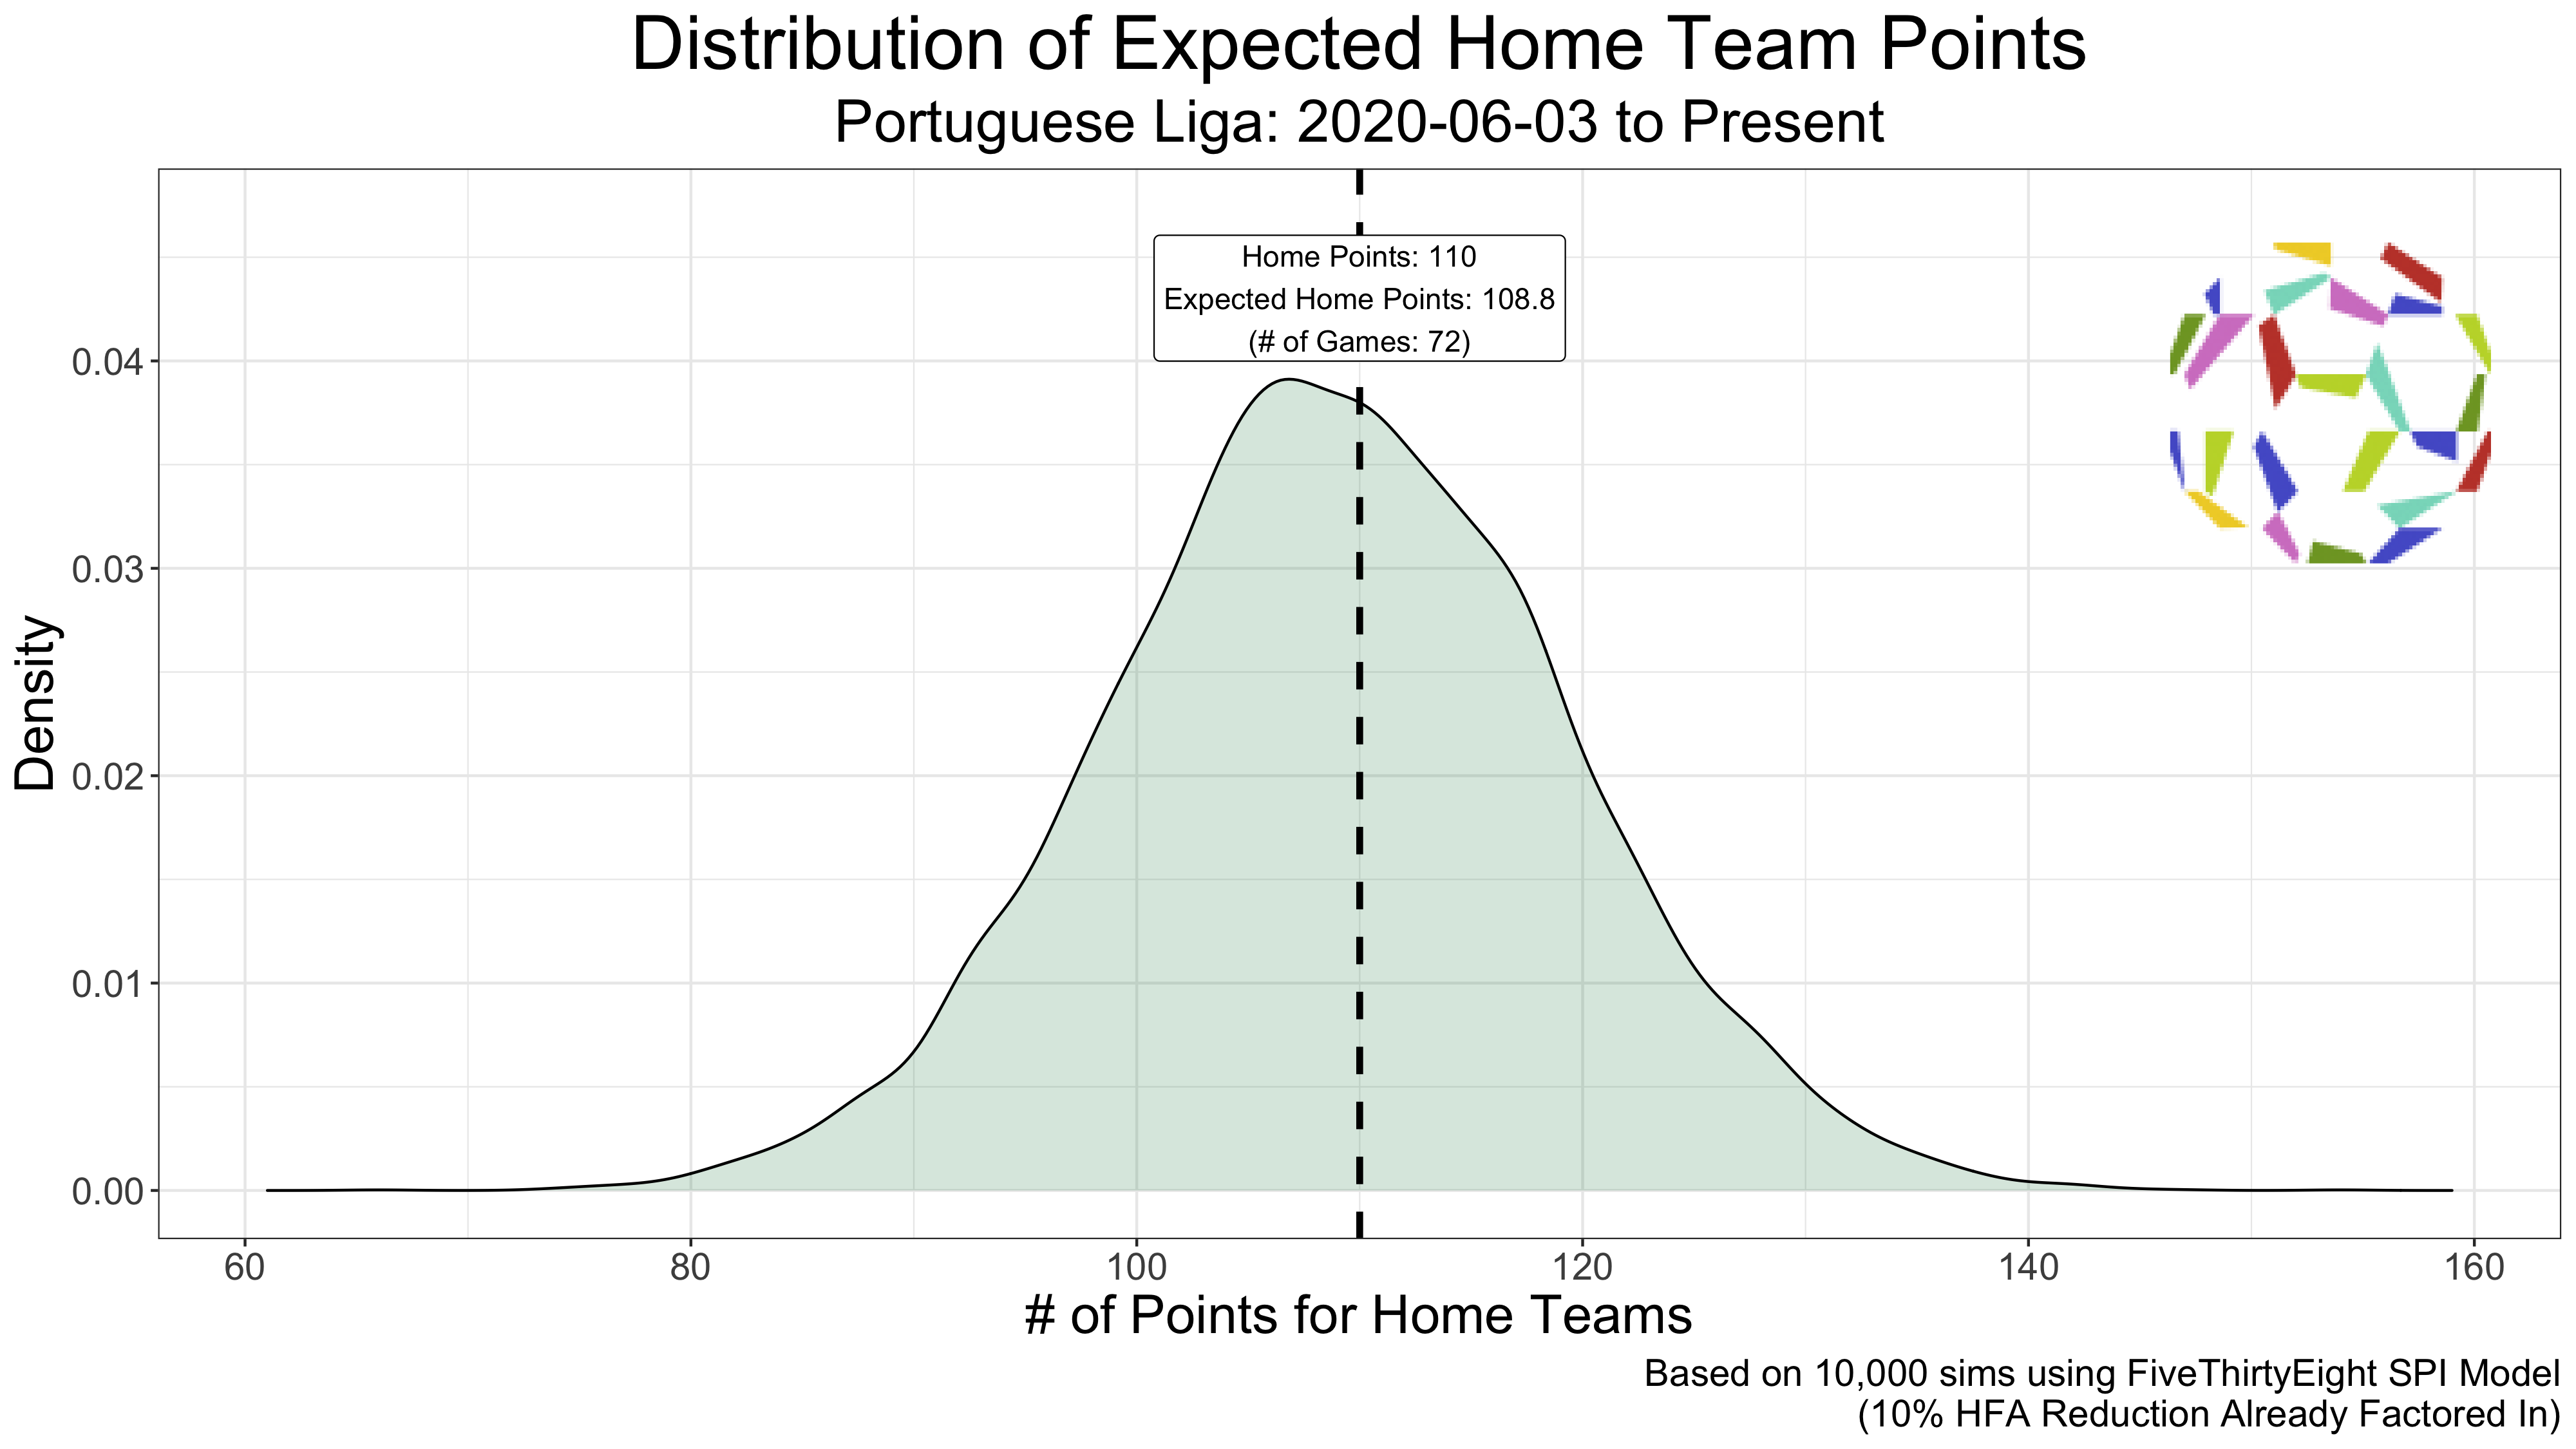 Distribution of Expected Home Team Points
Portuguese Liga: 2020-06-03 to Present
Home Points: 110
Expected Home Points: 108.8
(# of Games: 72)
Density
0.04
0.03
0.02
0.01
0.00
60 80 100 120 140 160
# of Points for Home Teams
Based on 10,000 sims using FiveThirtyEight SPI Model
(10% HFA Reduction Already Factored In)